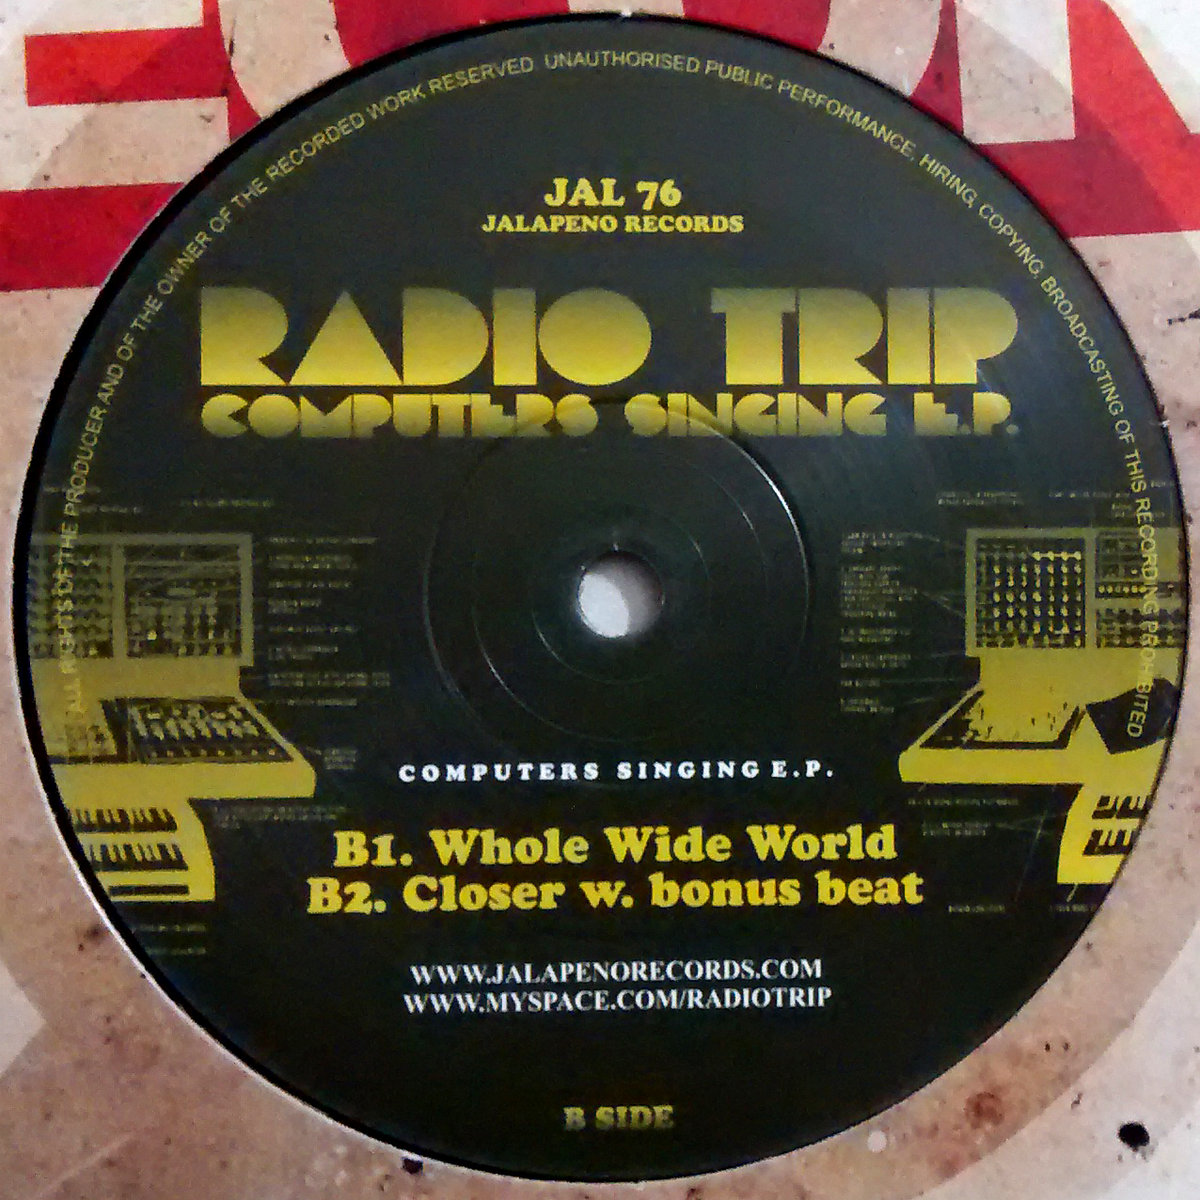 ALL RIGHTS OF THE PRODUCER AND OF THE OWNER OF THE RECORDED WORK RESERVED UNAUTHORISED PUBLIC PERFORMANCE, HIRING, COPYING, BROADCASTING OF THIS RECORDING PROHIBITED
JAL 76
JALAPENO RECORDS
RADIO TRIP
COMPUTERS SINGING E.P.
COMPUTERS SINGING E.P.
B1. Whole Wide World
B2. Closer w. bonus beat
WWW.JALAPENORECORDS.COM
WWW.MYSPACE.COM/RADIOTRIP
B SIDE